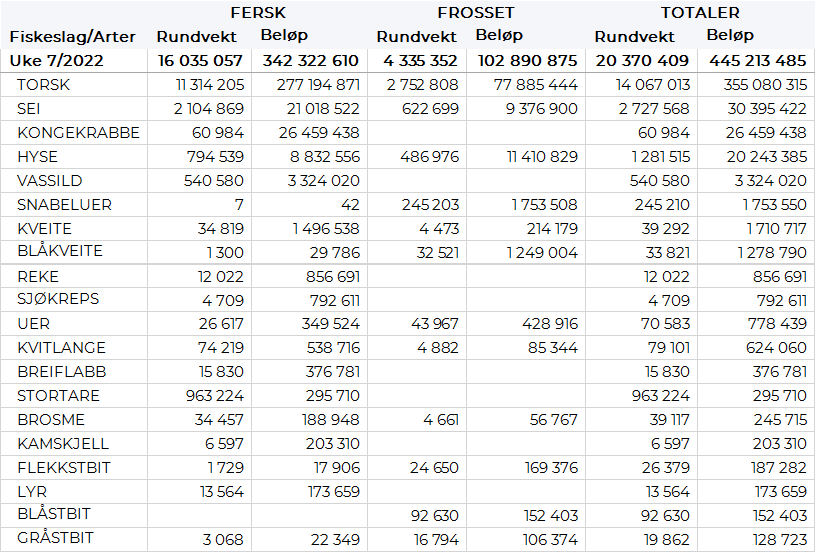 FERSK FROSSET TOTALER
Fiskeslag/Arter Rundvekt Beløp Rundvekt Beløp Rundvekt Beløp
Uke 7/2022 16 035 057 342 322 610 4 335 352 102 890 875 20 370 409 445 213 485
TORSK 11 314 205 277 194 871 2 752 808 77 885 444 14 067 013 355 080 315
SEI 2 104 869 21 018 522 622 699 9 376 900 2 727 568 30 395 422
KONGEKRABBE 60 984 26 459 438 60 984 26 459 438
HYSE 794 539 8 832 556 486 976 11 410 829 1 281 515 20 243 385
VASSILD 540 580 3 324 020 540 580 3 324 020
SNABELUER 7 42 245 203 1 753 508 245 210 1 753 550
KVEITE 34 819 1 496 538 4 473 214 179 39 292 1 710 717
BLÅKVEITE 1 300 29 786 32 521 1 249 004 33 821 1 278 790
REKE 12 022 856 691 12 022 856 691
SJØKREPS 4 709 792 611 4 709 792 611
UER 26 617 349 524 43 967 428 916 70 583 778 439
KVITLANGE 74 219 538 716 4 882 85 344 79 101 624 060
BREIFLABB 15 830 376 781 15 830 376 781
STORTARE 963 224 295 710 963 224 295 710
BROSME 34 457 188 948 4 661 56 767 39 117 245 715
KAMSKJELL 6 597 203 310 6 597 203 310
FLEKKSTBIT 1 729 17 906 24 650 169 376 26 379 187 282
LYR 13 564 173 659 13 564 173 659
BLÅSTBIT 92 630 152 403 92 630 152 403
GRÅSTBIT 3 068 22 349 16 794 106 374 19 862 128 723